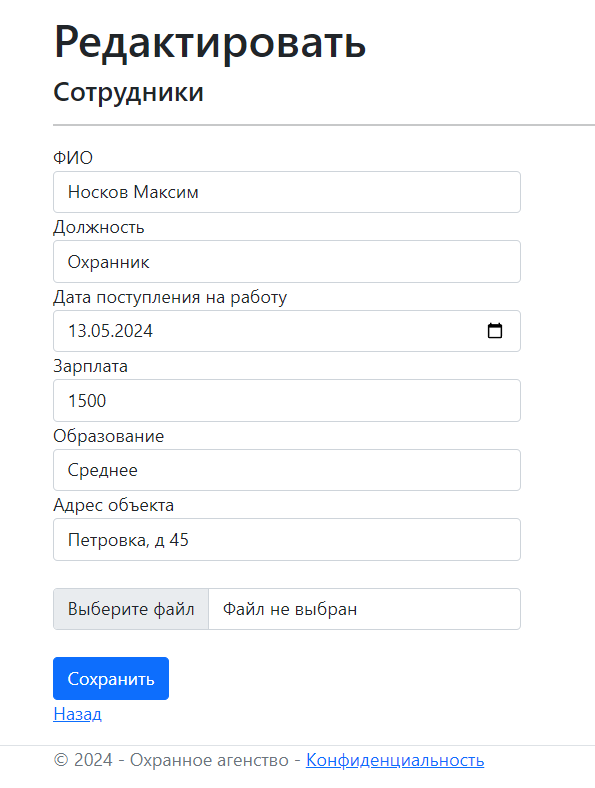 Редактировать
Сотрудники
ФИО
Носков Максим
Должность
Охранник
Дата поступления на работу
13.05.2024
Зарплата
1500
Образование
Среднее
Адрес объекта
Петровка, д 45
Выберите файл Файл не выбран
Сохранить
Назад
© 2024 - Охранное агенство - Конфиденциальность